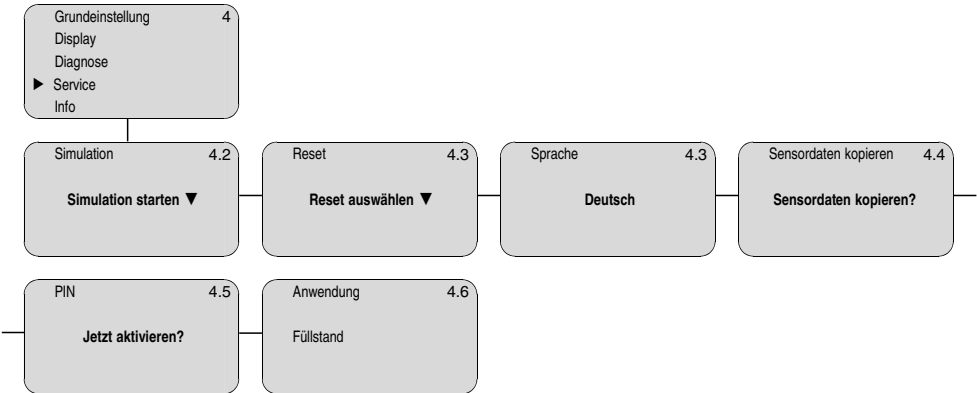 Grundeinstellung 4
Display
Diagnose
▶ Service
Info
Simulation 4.2
Simulation starten ▼
Reset 4.3
Reset auswählen ▼
Sprache 4.3
Deutsch
Sensordaten kopieren 4.4
Sensordaten kopieren?
PIN 4.5
Jetzt aktivieren?
Anwendung 4.6
Füllstand